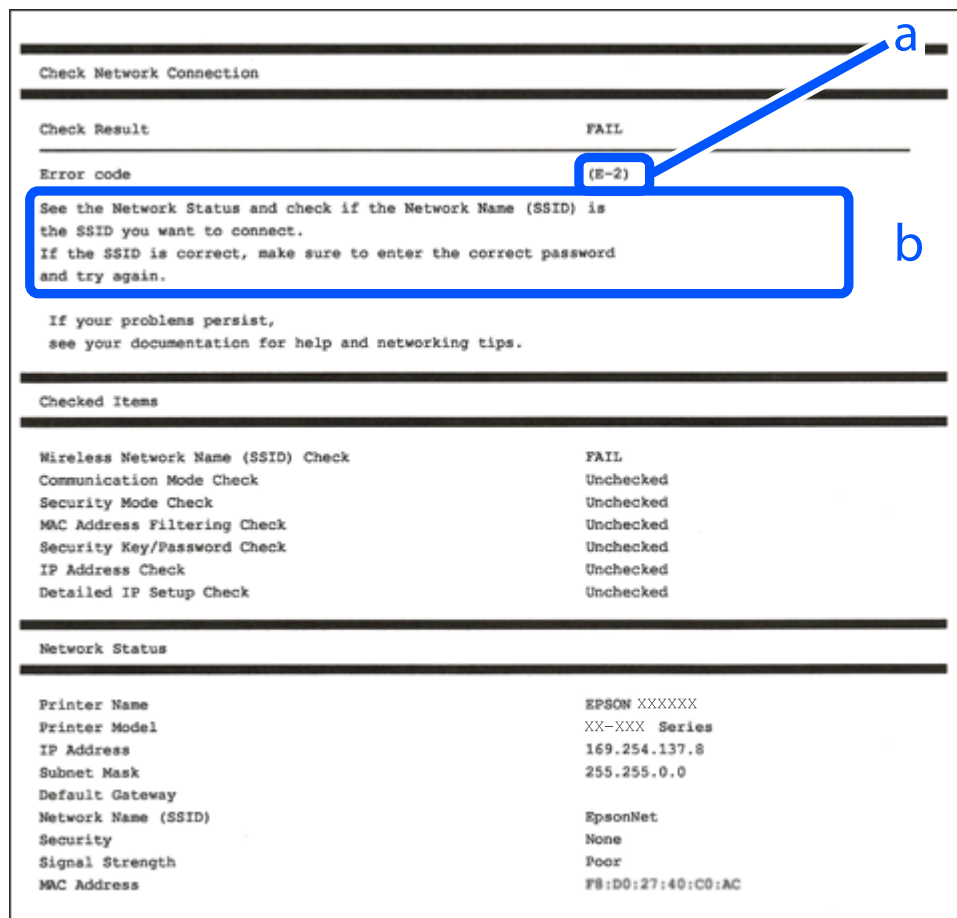 a
Check Network Connection
Check Result FAIL
Error code (E-2)
See the Network Status and check if the Network Name (SSID) is
the SSID you want to connect.
If the SSID is correct, make sure to enter the correct password
and try again.
b
If your problems persist,
see your documentation for help and networking tips.
Checked Items
Wireless Network Name (SSID) Check FAIL
Communication Mode Check Unchecked
Security Mode Check Unchecked
MAC Address Filtering Check Unchecked
Security Key/Password Check Unchecked
IP Address Check Unchecked
Detailed IP Setup Check Unchecked
Network Status
Printer Name EPSON XXXXXX
Printer Model XX-XXX Series
IP Address 169.254.137.8
Subnet Mask 255.255.0.0
Default Gateway
Network Name (SSID) EpsonNet
Security None
Signal Strength Poor
MAC Address F8:D0:27:40:C0:AC